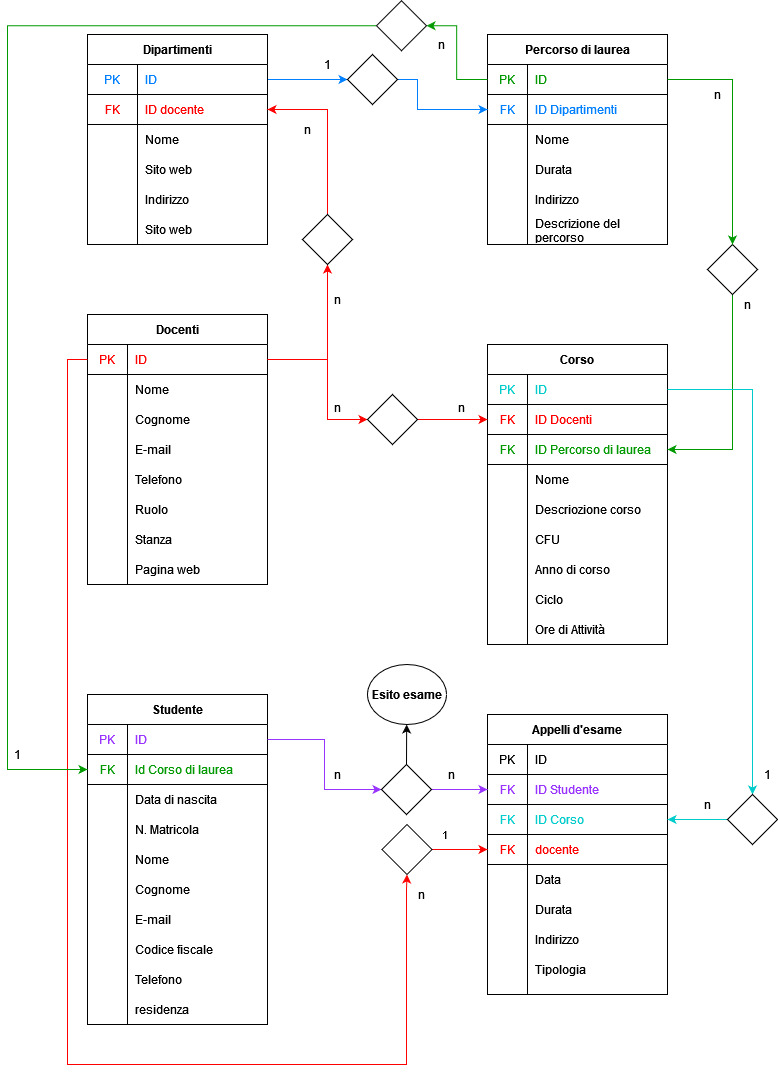 n
Dipartimenti
PK ID
FK ID docente
Nome
Sito web
Indirizzo
Sito web
1
Percorso di laurea
PK ID
FK ID Dipartimenti
Nome
Durata
Indirizzo
Descrizione del
percorso
n
n
n
n
Docenti
PK ID
Nome
Cognome
E-mail
Telefono
Ruolo
Stanza
Pagina web
n
n
Corso
PK ID
FK ID Docenti
FK ID Percorso di laurea
Nome
Descriozione corso
CFU
Anno di corso
Ciclo
Ore di Attività
Esito esame
Studente
PK ID
FK Id Corso di laurea
Data di nascita
N. Matricola
Nome
Cognome
E-mail
Codice fiscale
Telefono
residenza
1
n
n
1
n
Appelli d'esame
PK ID
FK ID Studente
FK ID Corso
FK docente
Data
Durata
Indirizzo
Tipologia
n
1